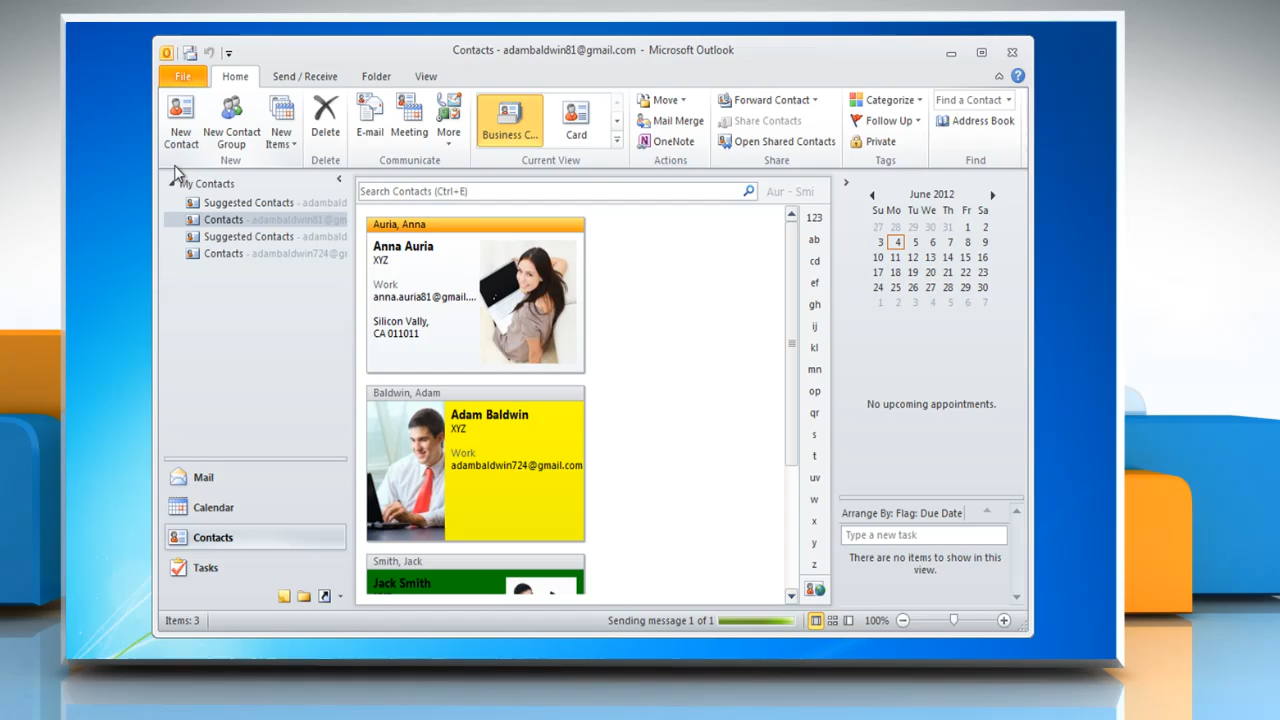 Contacts - adambaldwin81@gmail.com - Microsoft Outlook
File Home Send / Receive Folder View
New Contact
New Contact Group
New Items
Delete
E-mail
Meeting
More
Business C...
Card
Move
Mail Merge
OneNote
Forward Contact
Share Contacts
Open Shared Contacts
Categorize
Follow Up
Private
Find a Contact
Address Book
New Delete Communicate Current View Actions Share Tags Find
My Contacts
Suggested Contacts - adambald
Contacts - adambaldwin81@gm
Suggested Contacts - adambald
Contacts - adambaldwin724@gr
Mail
Calendar
Contacts
Tasks
Search Contacts (Ctrl+E)
Aur - Smi
Auria, Anna
Anna Auria
XYZ
Work
anna.auria81@gmail....
Silicon Vally,
CA 011011
Baldwin, Adam
Adam Baldwin
XYZ
Work
adambaldwin724@gmail.com
Smith, Jack
Jack Smith
123
ab
cd
ef
gh
ij
kl
mn
op
qr
s
t
uv
w
x
y
z
June 2012
Su Mo Tu We Th Fr Sa
27 28 29 30 31 1 2
3 4 5 6 7 8 9
10 11 12 13 14 15 16
17 18 19 20 21 22 23
24 25 26 27 28 29 30
1 2 3 4 5 6 7
No upcoming appointments.
Arrange By: Flag: Due Date
Type a new task
There are no items to show in this
view.
Items: 3
Sending message 1 of 1
100%